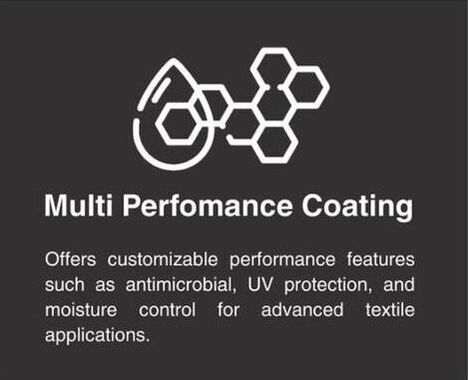 Multi Perfomance Coating
Offers customizable performance features
such as antimicrobial, UV protection, and
moisture control for advanced textile
applications.